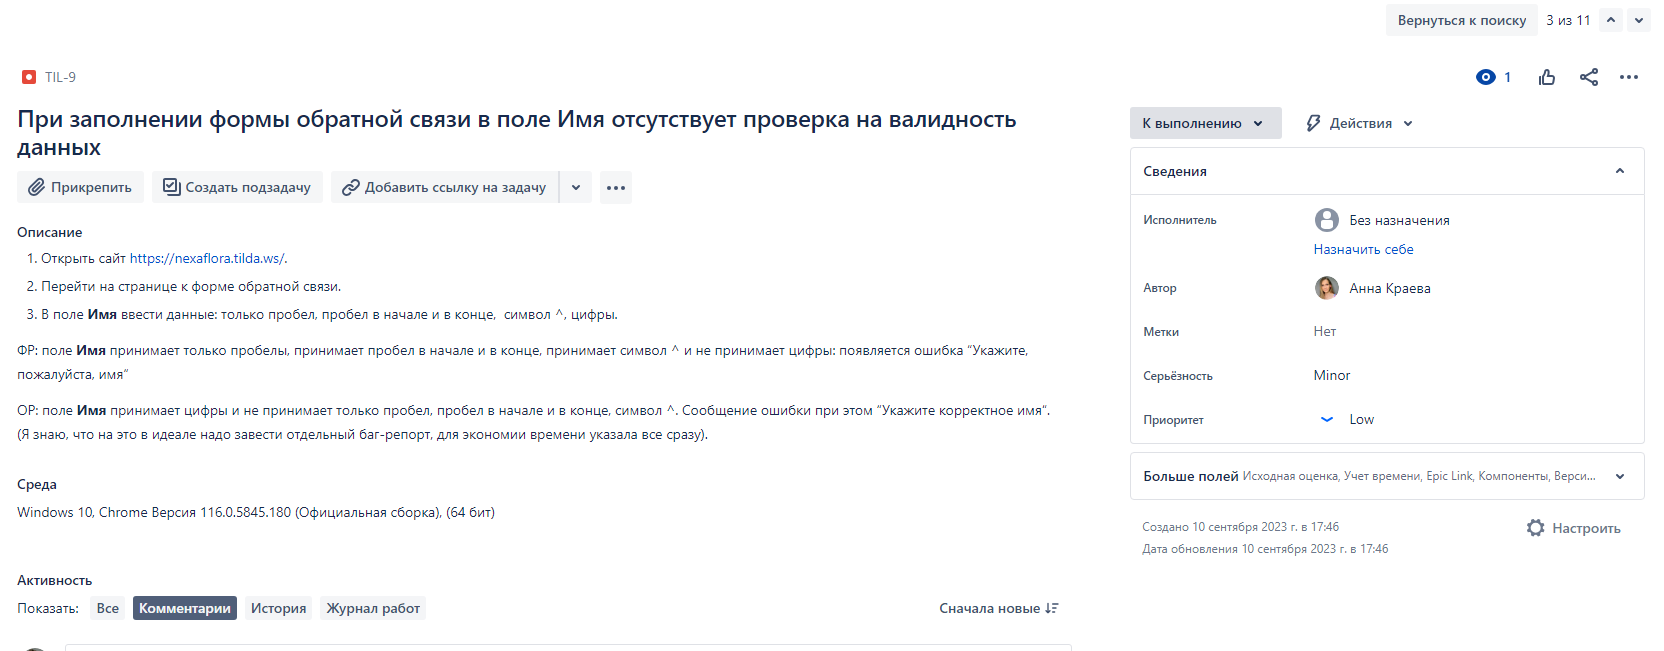 Вернуться к поиску 3 из 11
TIL-9
1
При заполнении формы обратной связи в поле Имя отсутствует проверка на валидность
данных
К выполнению
Действия
Прикрепить
Создать подзадачу
Добавить ссылку на задачу
Сведения
Описание
1. Открыть сайт https://nexaflora.tilda.ws/.
2. Перейти на странице к форме обратной связи.
3. В поле Имя ввести данные: только пробел, пробел в начале и в конце, символ ^, цифры.
ФР: поле Имя принимает только пробелы, принимает пробел в начале и в конце, принимает символ ^ и не принимает цифры: появляется ошибка “Укажите,
пожалуйста, имя”
ОР: поле Имя принимает цифры и не принимает только пробел, пробел в начале и в конце, символ ^. Сообщение ошибки при этом “Укажите корректное имя”.
(Я знаю, что на это в идеале надо завести отдельный баг-репорт, для экономии времени указала все сразу).
Среда
Windows 10, Chrome Версия 116.0.5845.180 (Официальная сборка), (64 бит)
Активность
Показать: Все Комментарии История Журнал работ
Сначала новые
Исполнитель Без назначения
Назначить себе
Автор Анна Краева
Метки Нет
Серьёзность Minor
Приоритет Low
Больше полей Исходная оценка, Учет времени, Epic Link, Компоненты, Верси...
Создано 10 сентября 2023 г. в 17:46
Настроить
Дата обновления 10 сентября 2023 г. в 17:46